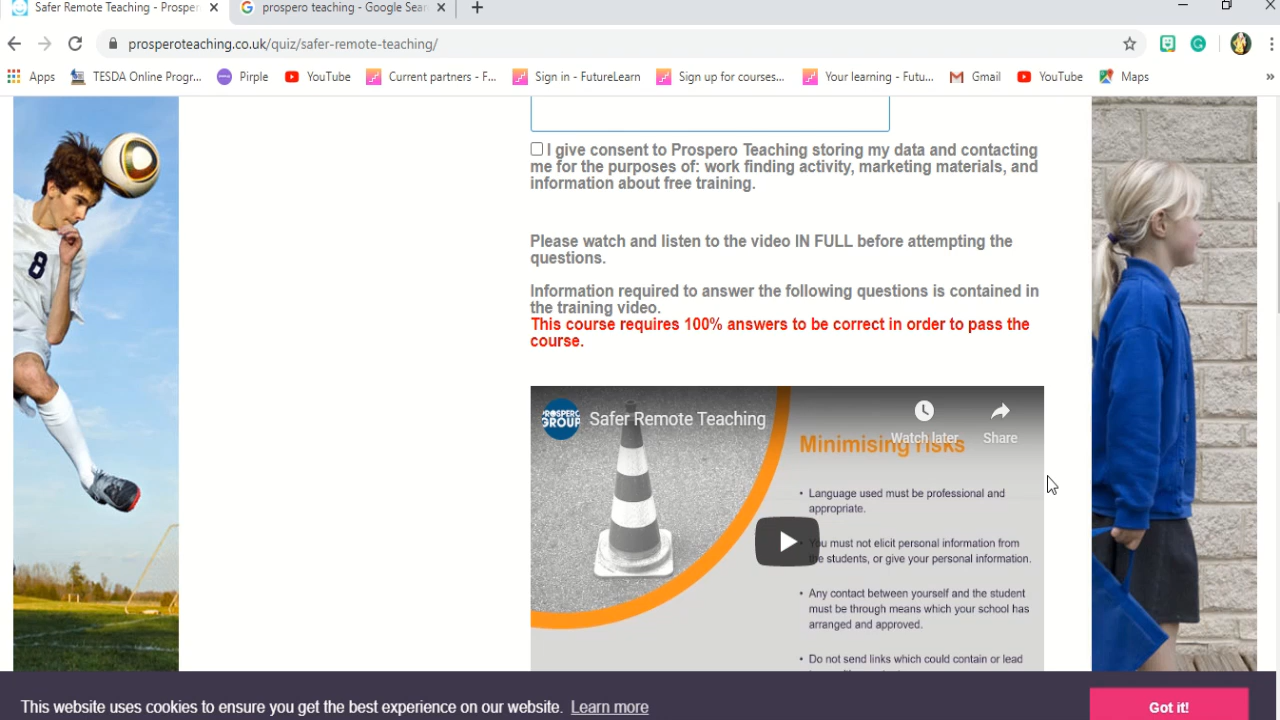 Safer Remote Teaching - Prosper
prospero teaching - Google Sear
prosperoteaching.co.uk/quiz/safer-remote-teaching/
Apps TESDA Online Progr... Pirple YouTube Current partners - F... Sign in - FutureLearn Sign up for courses... Your learning - Futu... Gmail YouTube Maps »
I give consent to Prospero Teaching storing my data and contacting
me for the purposes of: work finding activity, marketing materials, and
information about free training.
Please watch and listen to the video IN FULL before attempting the
questions.
Information required to answer the following questions is contained in
the training video.
This course requires 100% answers to be correct in order to pass the
course.
PROSPERO
GROUP
Safer Remote Teaching
Watch later
Share
Minimising risks
• Language used must be professional and
appropriate.
• You must not elicit personal information from
the students, or give your personal information.
• Any contact between yourself and the student
must be through means which your school has
arranged and approved.
• Do not send links which could contain or lead
8
This website uses cookies to ensure you get the best experience on our website. Learn more
Got it!